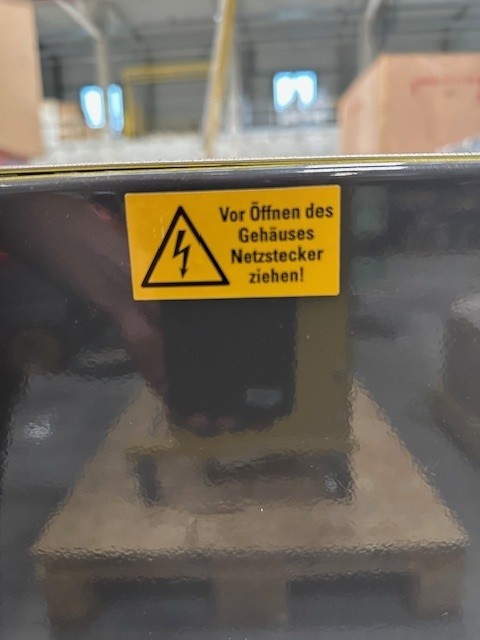 Vor Öffnen des
Gehäuses
Netzstecker
ziehen!